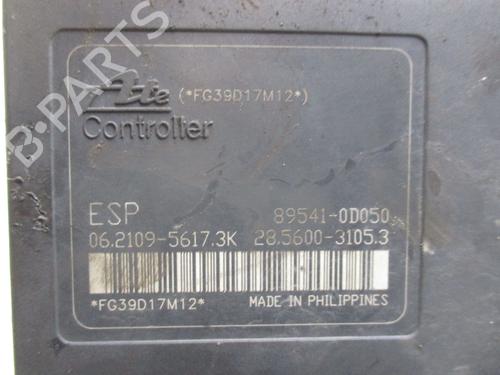 Ate (*FG39D17M12*)
Controller
ESP 89541-0D050
06.2109-5617.3K 28.5600-3105.3
*FG39D17M12* MADE IN PHILIPPINES
B-PARTS